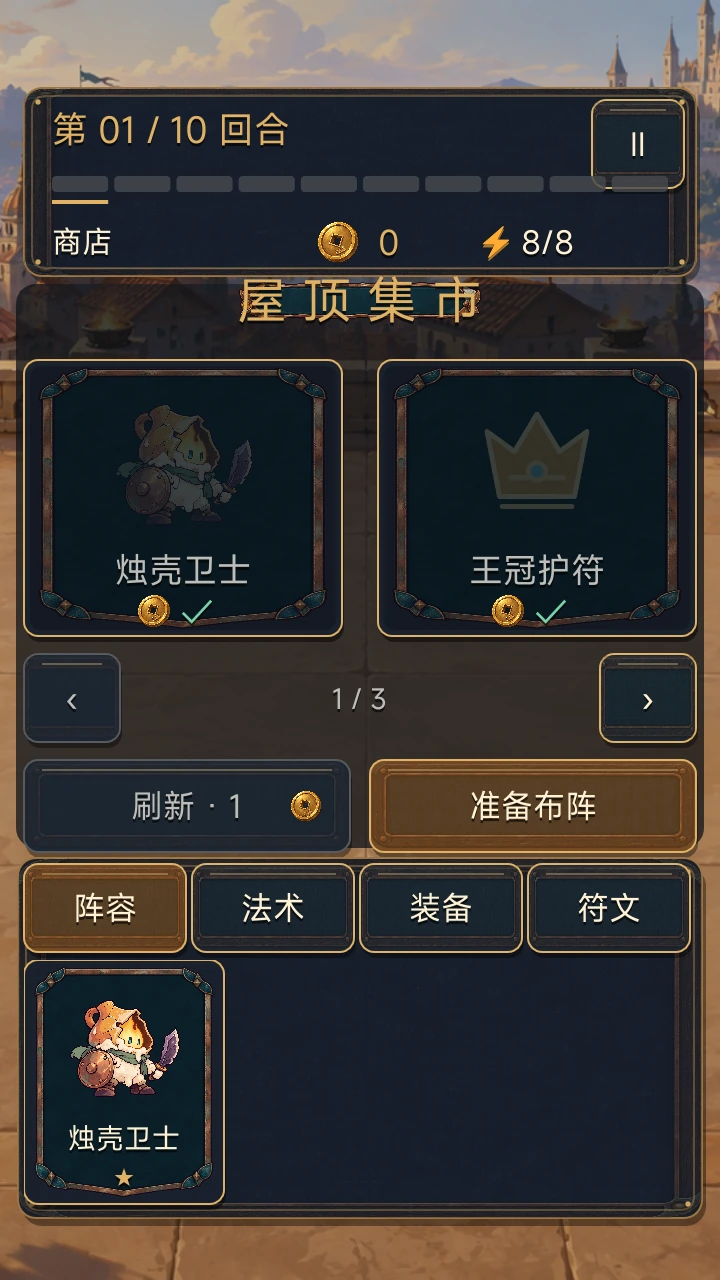 第 01 / 10 回合
||
商店
0
8/8
屋顶集市
烛壳卫士
王冠护符
‹
1 / 3
›
刷新 · 1
准备布阵
阵容
法术
装备
符文
烛壳卫士
★